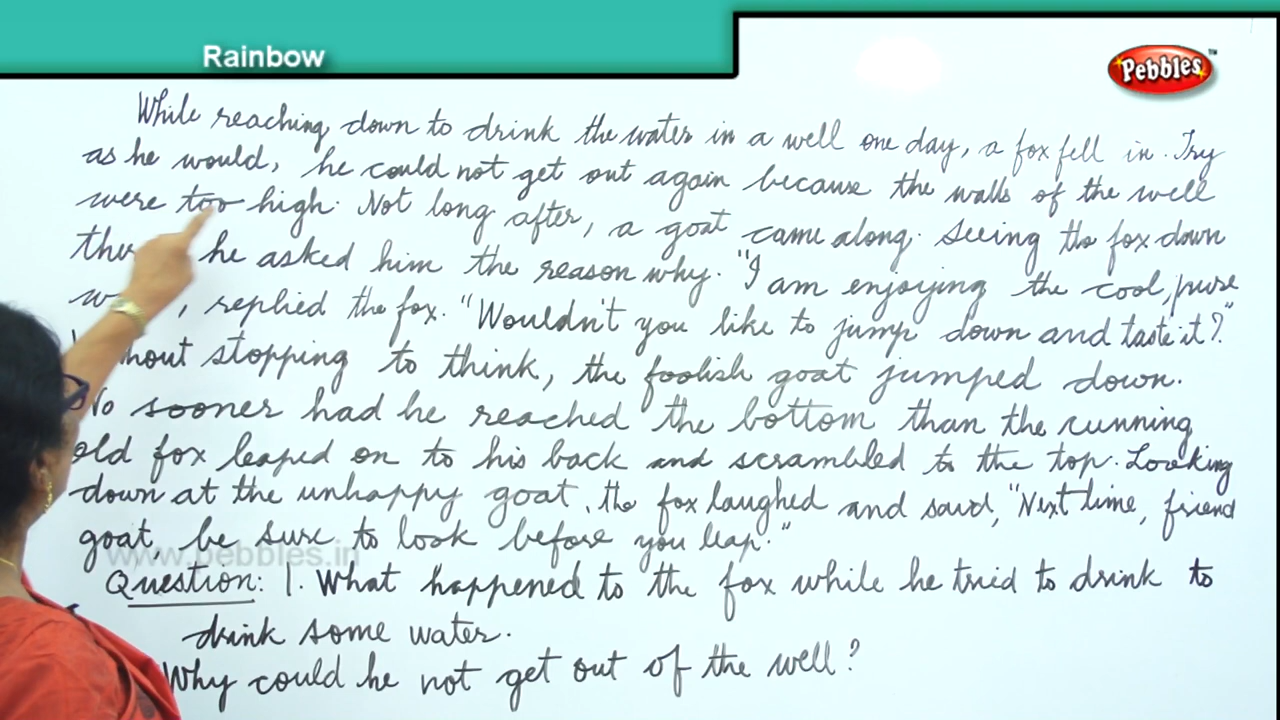 Rainbow
Pebbles
TM
While reaching down to drink the water in a well one day, a fox fell in. Try
as he would, he could not get out again because the walls of the well
were too high. Not long after, a goat came along. Seeing the fox down
he asked him the reason why. "I am enjoying the cool, pure
, replied the fox. "Wouldn't you like to jump down and taste it?"
stopping to think, the foolish goat jumped down.
No sooner had he reached the bottom than the cunning
old fox leaped on to his back and scrambled to the top. Looking
down at the unhappy goat, the fox laughed and said, "Next time, friend
goat, be sure to look before you leap."
www.pebbles.in
Question: 1. What happened to the fox while he tried to drink to
drink some water.
Why could he not get out of the well?